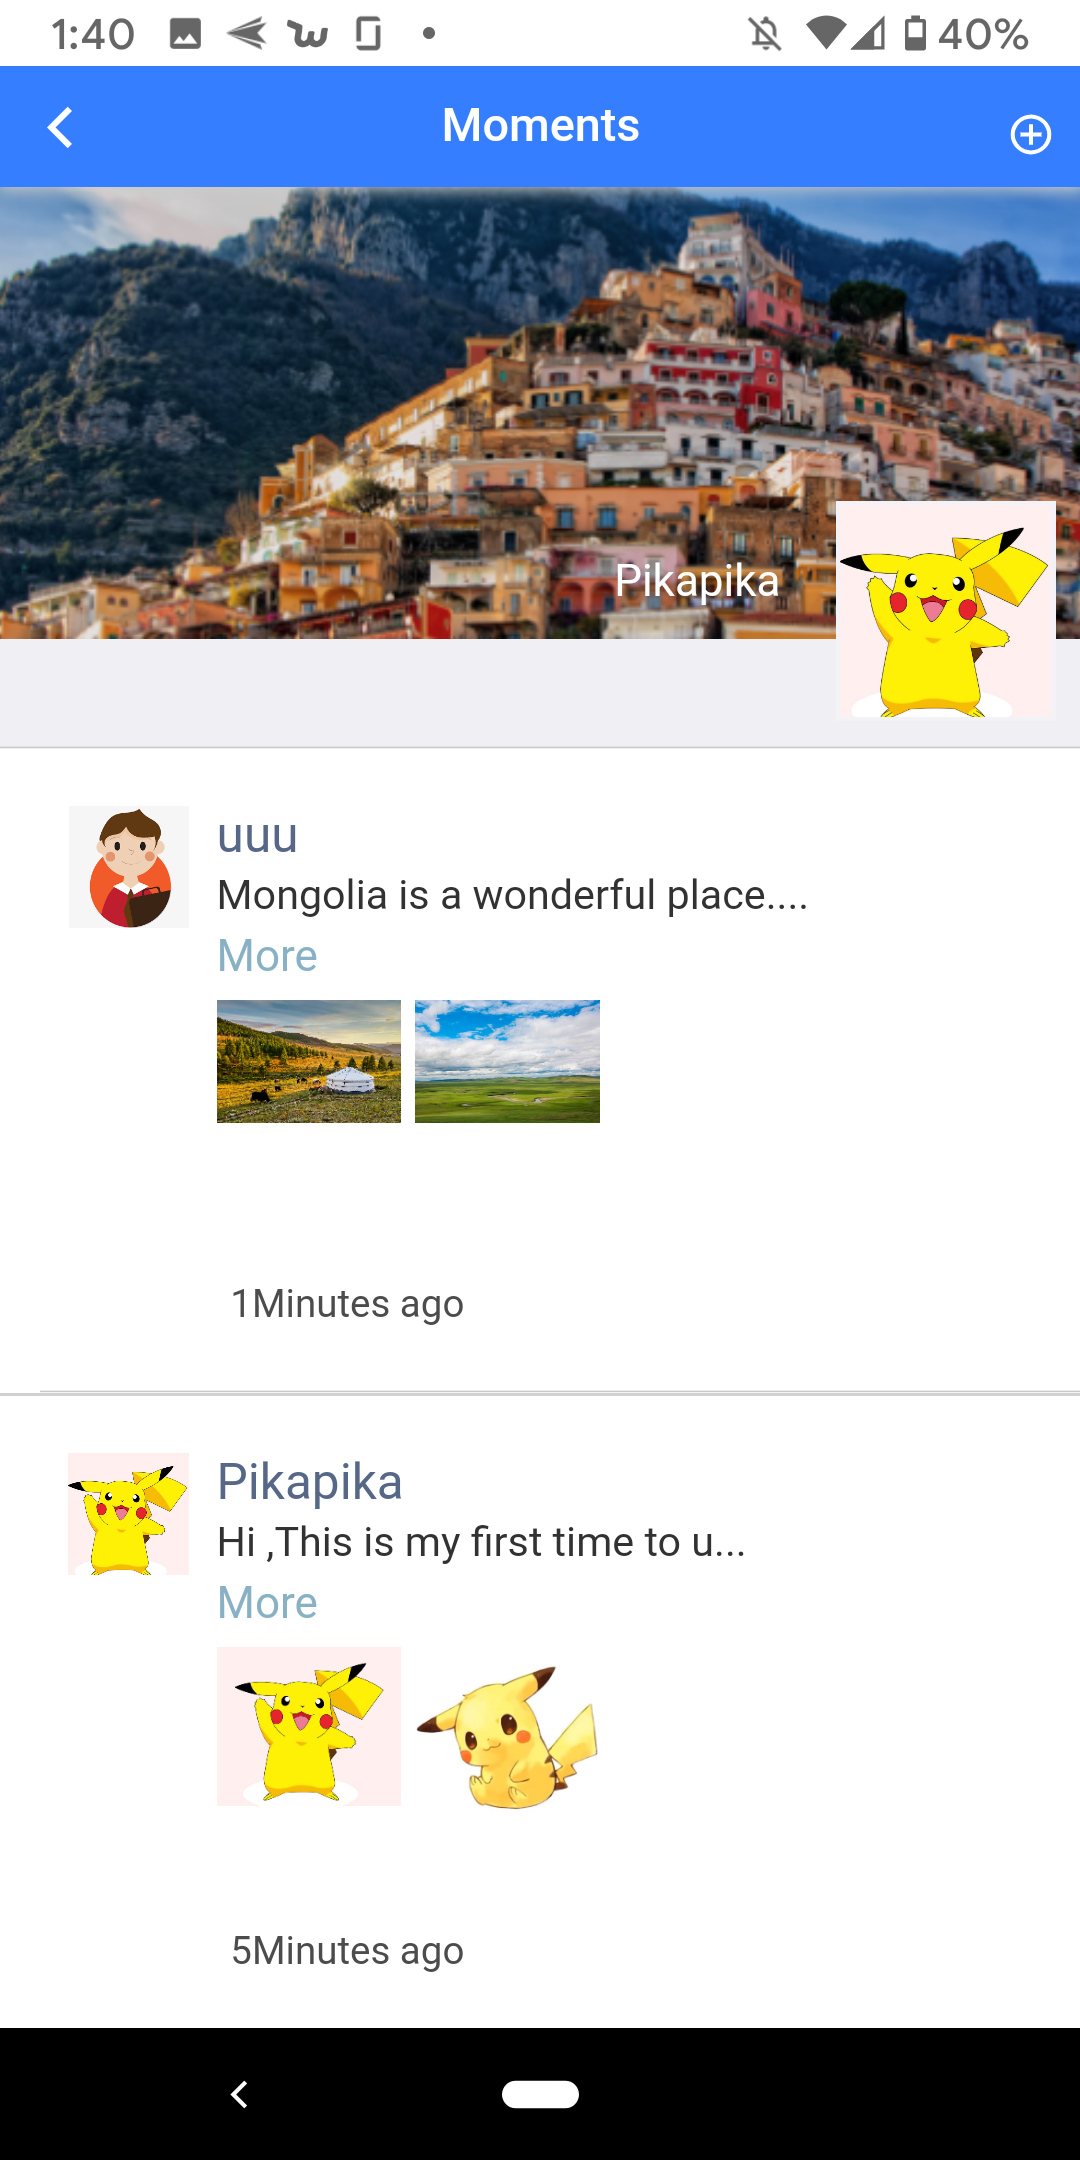 1:40
40%
Moments
Pikapika
uuu
Mongolia is a wonderful place....
More
1Minutes ago
Pikapika
Hi ,This is my first time to u...
More
5Minutes ago